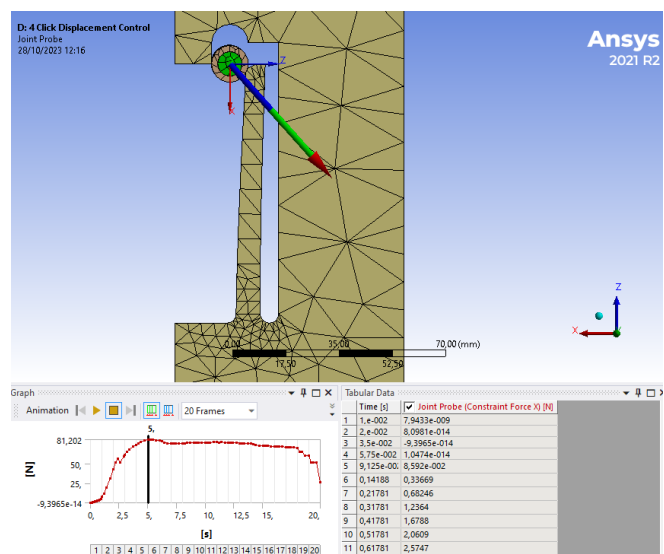 D: 4 Click Displacement Control
Joint Probe
28/10/2023 12:16
Ansys
2021 R2
Z
X
Z
X
0,00
35,00
70,00 (mm)
17,50
52,50
Graph
Animation
20 Frames
5,
81,202
50,
25,
-9,3965e-14
[N]
0,
2,5
5,
7,5
10,
12,5
15,
17,5
20,
[s]
1 2 3 4 5 6 7 8 9 10 11 12 13 14 15 16 17 18 19 20
Tabular Data
Time [s] Joint Probe (Constraint Force X) [N]
1 1,e-002 7,9433e-009
2 2,e-002 8,0981e-014
3 3,5e-002 -9,3965e-014
4 5,75e-002 1,0474e-014
5 9,125e-00 8,592e-002
6 0,14188 0,33669
7 0,21781 0,68246
8 0,31781 1,2364
9 0,41781 1,6788
10 0,51781 2,0609
11 0,61781 2,5747